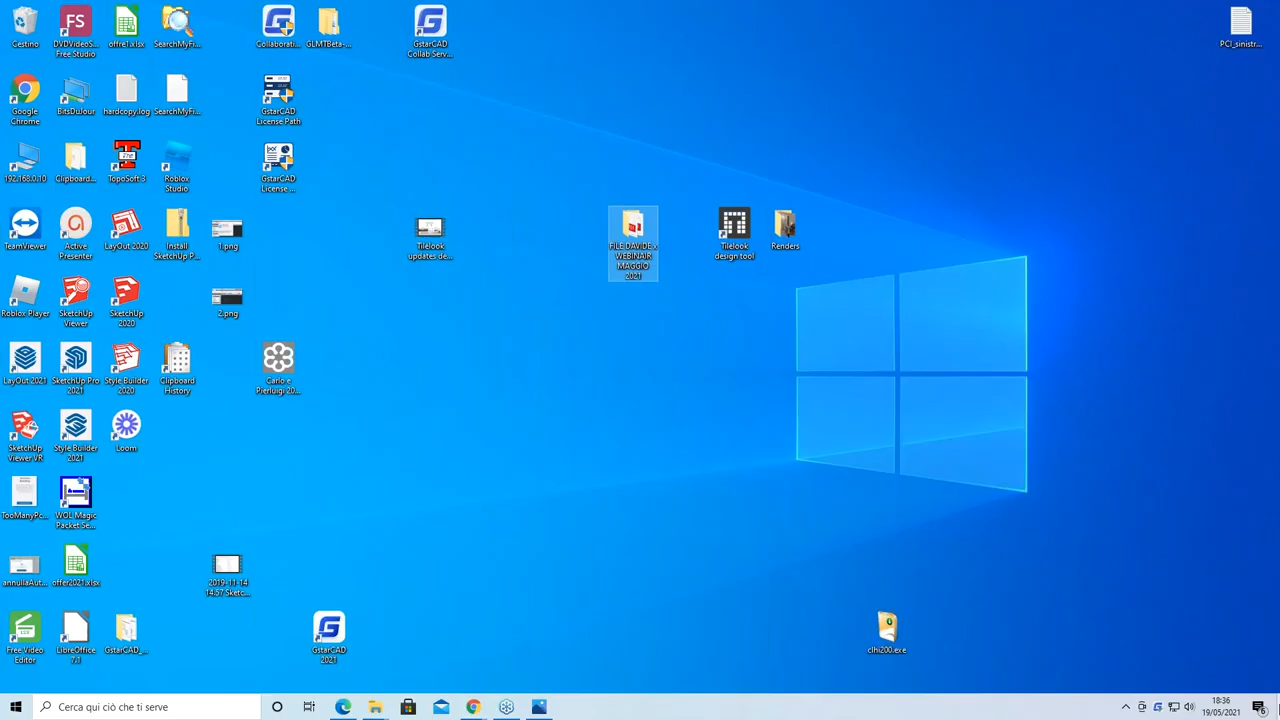 Cestino
DVDVideoS...
Free Studio
offre1.xlsx
SearchMyFi...
Collaborati...
GLMTBeta-...
GstarCAD
Collab Serv...
PCI_sinistr...
Google
Chrome
BitsDuJour
hardcopy.log
SearchMyFi...
GstarCAD
License Path
192.168.0.10
Clipboard...
TopoSoft 3
Roblox
Studio
GstarCAD
License ...
TeamViewer
Active
Presenter
LayOut 2020
Install
SketchUp P...
1.png
Tilelook
updates de...
FILE DAVIDE x
WEBINAIR
MAGGIO
2021
Tilelook
design tool
Renders
Roblox Player
SketchUp
Viewer
SketchUp
2020
2.png
LayOut 2021
SketchUp Pro
2021
Style Builder
2020
Clipboard
History
Carlo e
Pierluigi 20...
SketchUp
Viewer VR
Style Builder
2021
Loom
TooManyPc...
WOL Magic
Packet Se...
annullaAut...
offer2021.xlsx
2019-11-14
14.57 Sketc...
Free Video
Editor
LibreOffice
7.1
GstarCAD_...
GstarCAD
2021
clhi200.exe
Cerca qui ciò che ti serve
18:36
19/05/2021
6